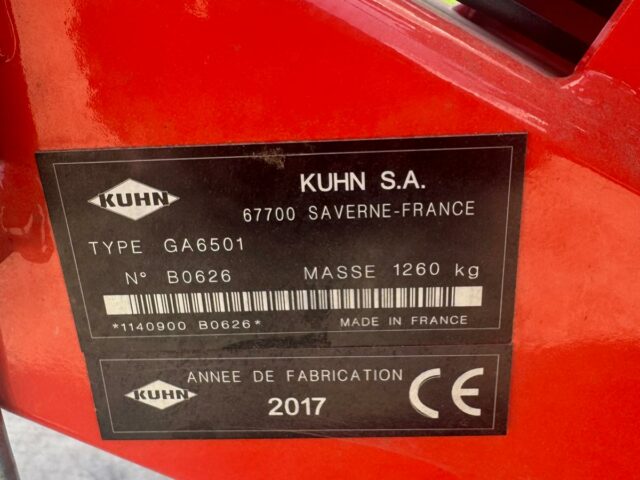 KUHN
KUHN S.A.
67700 SAVERNE-FRANCE
TYPE GA6501
N° B0626 MASSE 1260 kg
*1140900 B0626* MADE IN FRANCE
KUHN
ANNEE DE FABRICATION
2017
CE